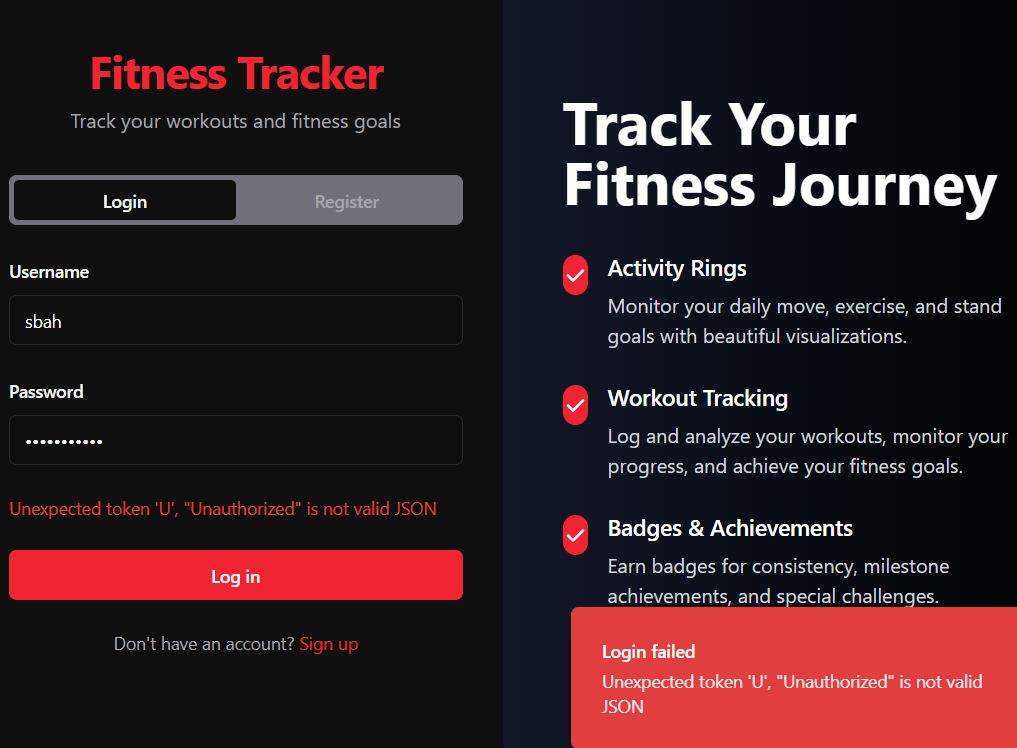 Fitness Tracker
Track your workouts and fitness goals
Login
Register
Username
sbah
Password
•••••••••••
Unexpected token 'U', "Unauthorized" is not valid JSON
Log in
Don't have an account? Sign up
Track Your
Fitness Journey
Activity Rings
Monitor your daily move, exercise, and stand
goals with beautiful visualizations.
Workout Tracking
Log and analyze your workouts, monitor your
progress, and achieve your fitness goals.
Badges & Achievements
Earn badges for consistency, milestone
achievements, and special challenges.
Login failed
Unexpected token 'U', "Unauthorized" is not valid
JSON